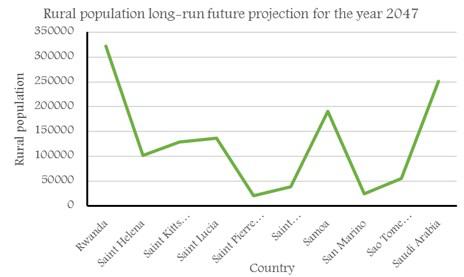 Rural population long-run future projection for the year 2047
350000
300000
250000
200000
150000
100000
50000
0
Rural population
Rwanda
Saint Helena
Saint Kitts...
Saint Lucia
Saint Pierre...
Saint...
Samoa
San Marino
Sao Tome...
Saudi Arabia
Country